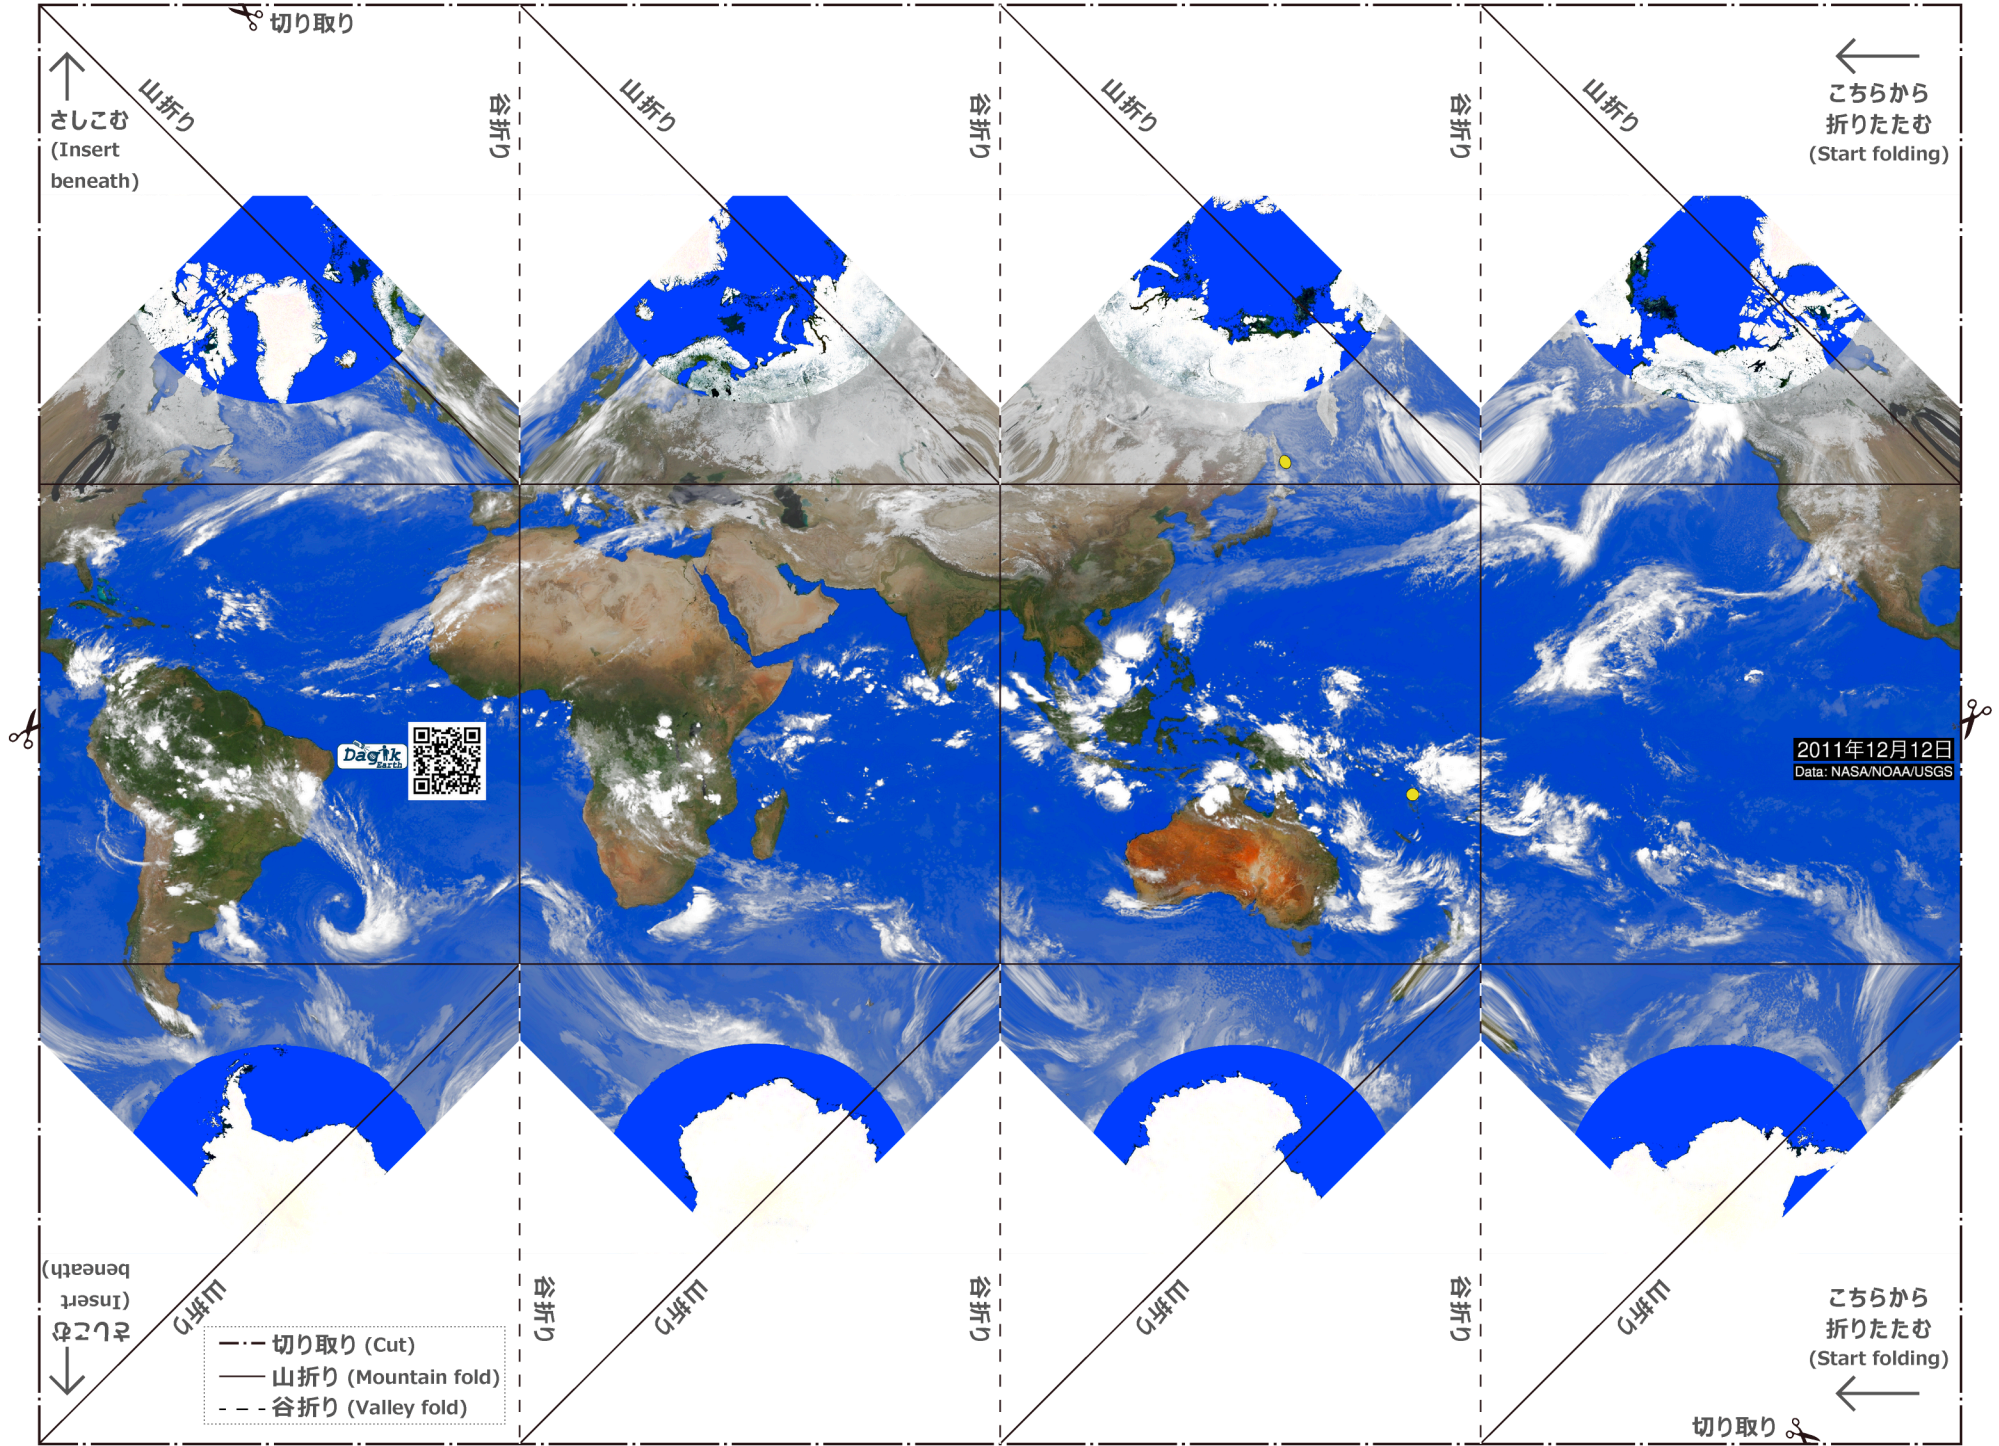 切り取り
山折り
谷折り
山折り
谷折り
山折り
谷折り
山折り
さしこむ
(Insert
beneath)
こちらから
折りたたむ
(Start folding)
Dagik
Earth
2011年12月12日
Data: NASA/NOAA/USGS
さしこむ
(Insert
beneath)
山折り
谷折り
山折り
谷折り
山折り
谷折り
山折り
こちらから
折りたたむ
(Start folding)
切り取り (Cut)
山折り (Mountain fold)
谷折り (Valley fold)
切り取り